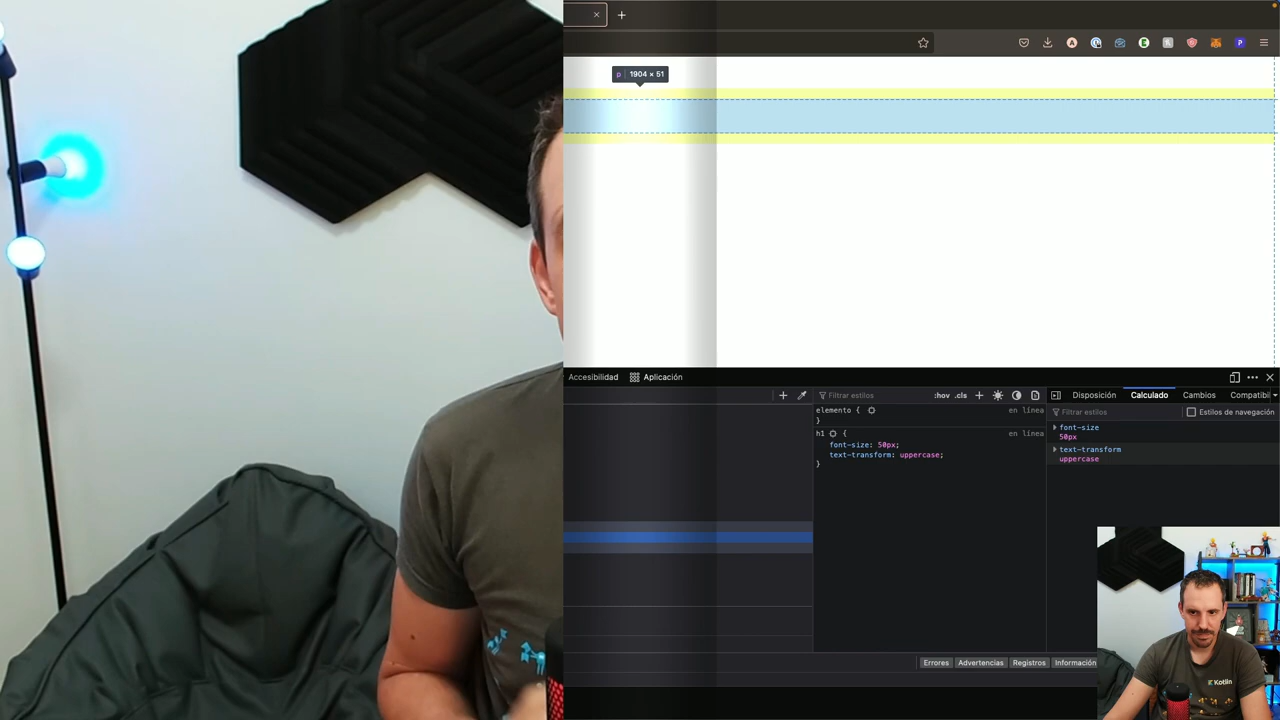 p 1904 × 51
Accesibilidad Aplicación
Filtrar estilos :hov .cls
Disposición Calculado Cambios Compatibil
elemento { en línea
}
Filtrar estilos Estilos de navegación
h1 { en línea
font-size: 50px;
text-transform: uppercase;
}
font-size
50px
text-transform
uppercase
Errores Advertencias Registros Información
Kotlin